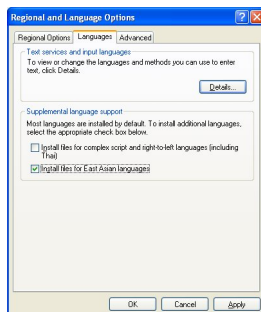 Regional and Language Options
Regional Options Languages Advanced
Text services and input languages
To view or change the languages and methods you can use to enter
text, click Details.
Details...
Supplemental language support
Most languages are installed by default. To install additional languages,
select the appropriate check box below.
Install files for complex script and right-to-left languages (including
Thai)
Install files for East Asian languages
OK Cancel Apply